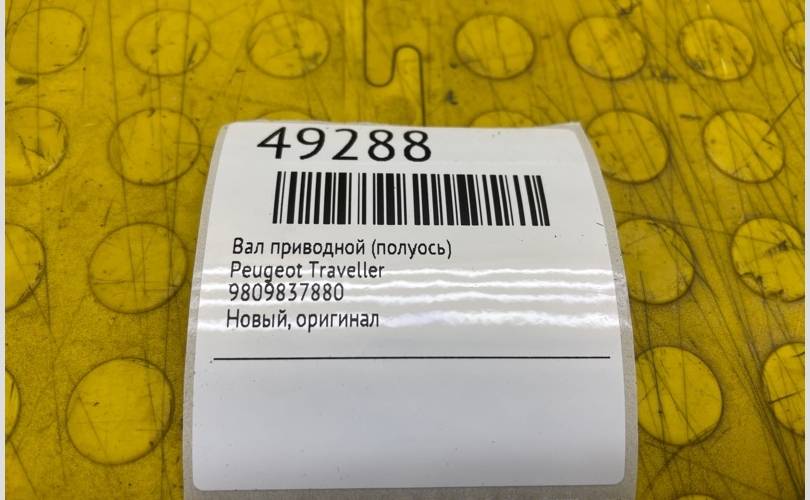 49288
Вал приводной (полуось)
Peugeot Traveller
9809837880
Новый, оригинал